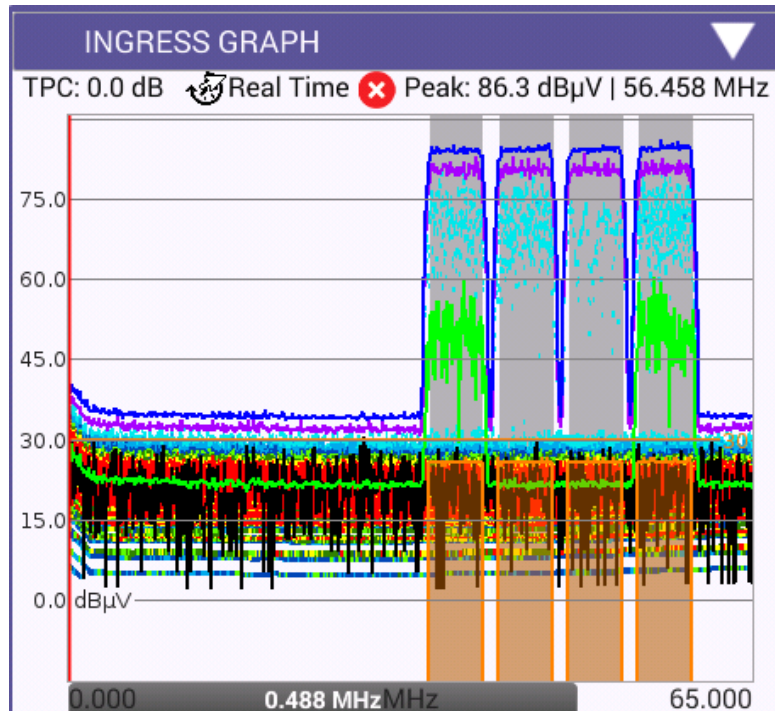 INGRESS GRAPH
TPC: 0.0 dB Real Time Peak: 86.3 dBµV | 56.458 MHz
75.0
60.0
45.0
30.0
15.0
0.0 dBµV
0.000 0.488 MHz MHz 65.000